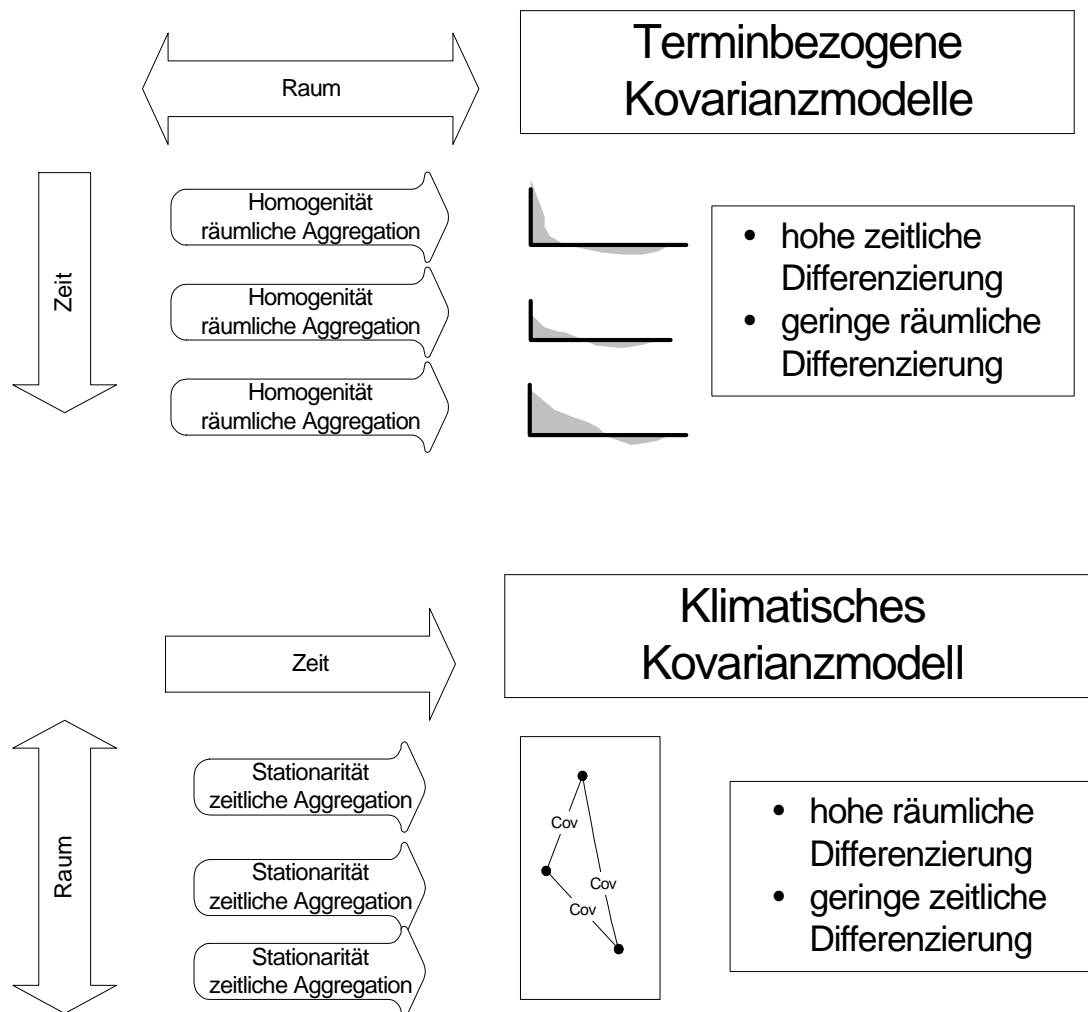 Terminbezogene
Kovarianzmodelle
Raum
Zeit
Homogenität
räumliche Aggregation
Homogenität
räumliche Aggregation
Homogenität
räumliche Aggregation
• hohe zeitliche
Differenzierung
• geringe räumliche
Differenzierung
Klimatisches
Kovarianzmodell
Zeit
Raum
Stationarität
zeitliche Aggregation
Stationarität
zeitliche Aggregation
Stationarität
zeitliche Aggregation
Cov
Cov
Cov
• hohe räumliche
Differenzierung
• geringe zeitliche
Differenzierung